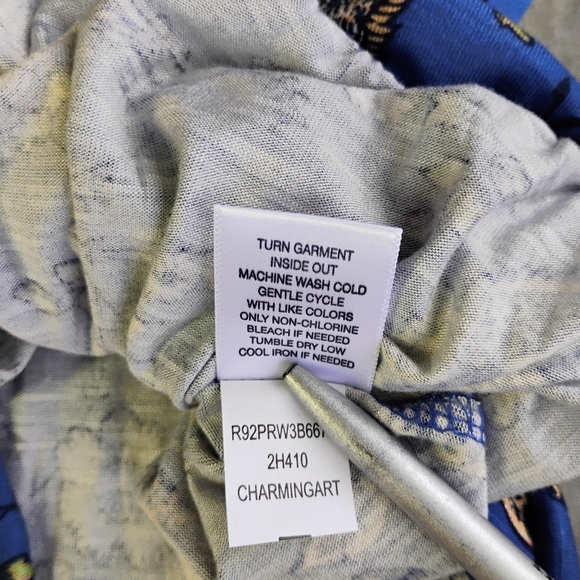 TURN GARMENT
INSIDE OUT
MACHINE WASH COLD
GENTLE CYCLE
WITH LIKE COLORS
ONLY NON-CHLORINE
BLEACH IF NEEDED
TUMBLE DRY LOW
COOL IRON IF NEEDED
2H410
CHARMINGART